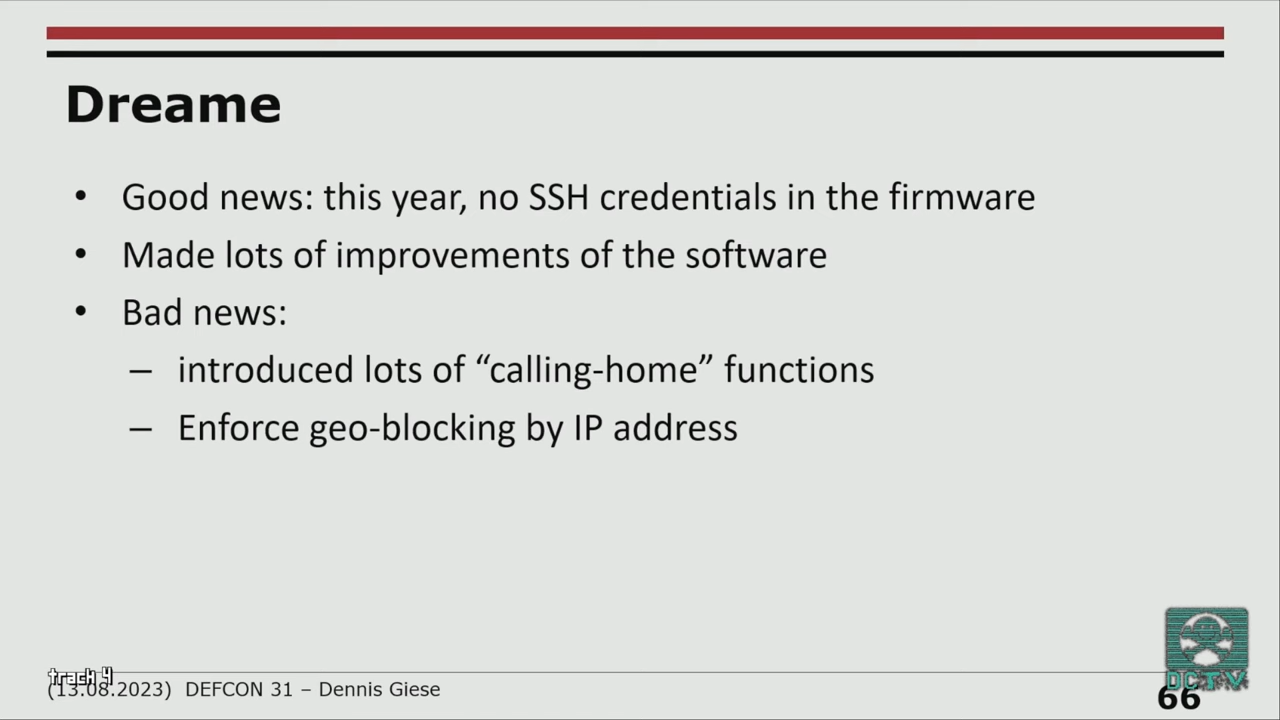 Dreame
• Good news: this year, no SSH credentials in the firmware
• Made lots of improvements of the software
• Bad news:
– introduced lots of “calling-home” functions
– Enforce geo-blocking by IP address
track 4
(13.08.2023) DEFCON 31 – Dennis Giese
DCTV
66